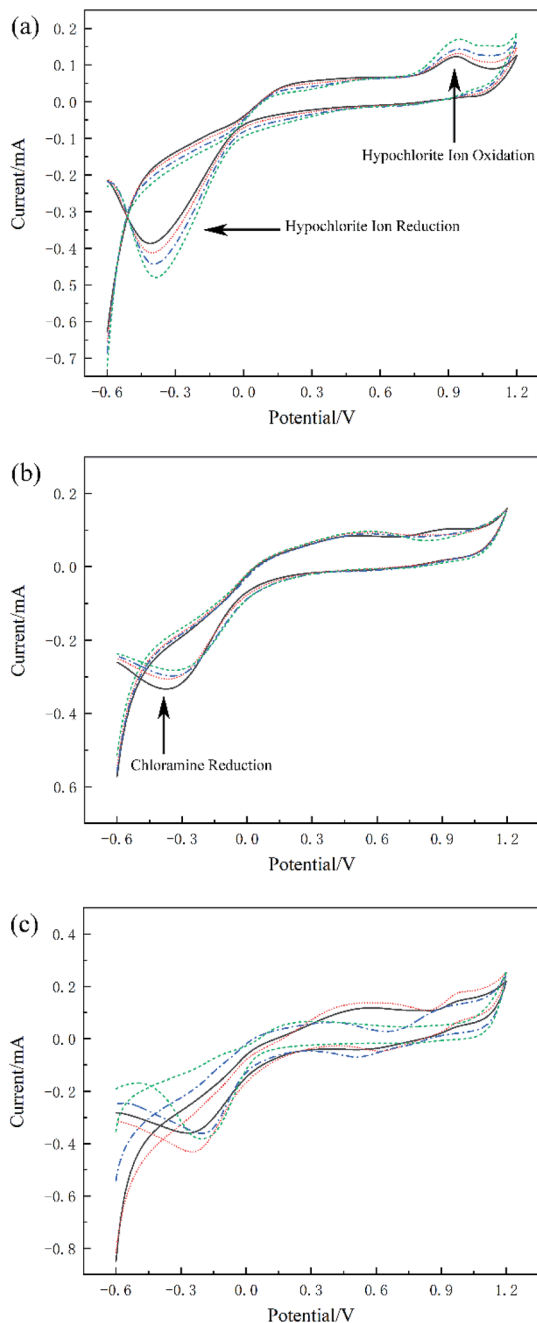 (a)
0.2
0.1
0.0
-0.1
-0.2
-0.3
-0.4
-0.5
-0.6
-0.7
Current/mA
Hypochlorite Ion Oxidation
Hypochlorite Ion Reduction
-0.6 -0.3 0.0 0.3 0.6 0.9 1.2
Potential/V
(b)
0.2
0.0
-0.2
-0.4
0.6
Current/mA
Chloramine Reduction
-0.6 -0.3 0.0 0.3 0.6 0.9 1.2
Potential/V
(c)
0.4
0.2
0.0
-0.2
-0.4
-0.6
-0.8
Current/mA
-0.6 -0.3 0.0 0.3 0.6 0.9 1.2
Potential/V